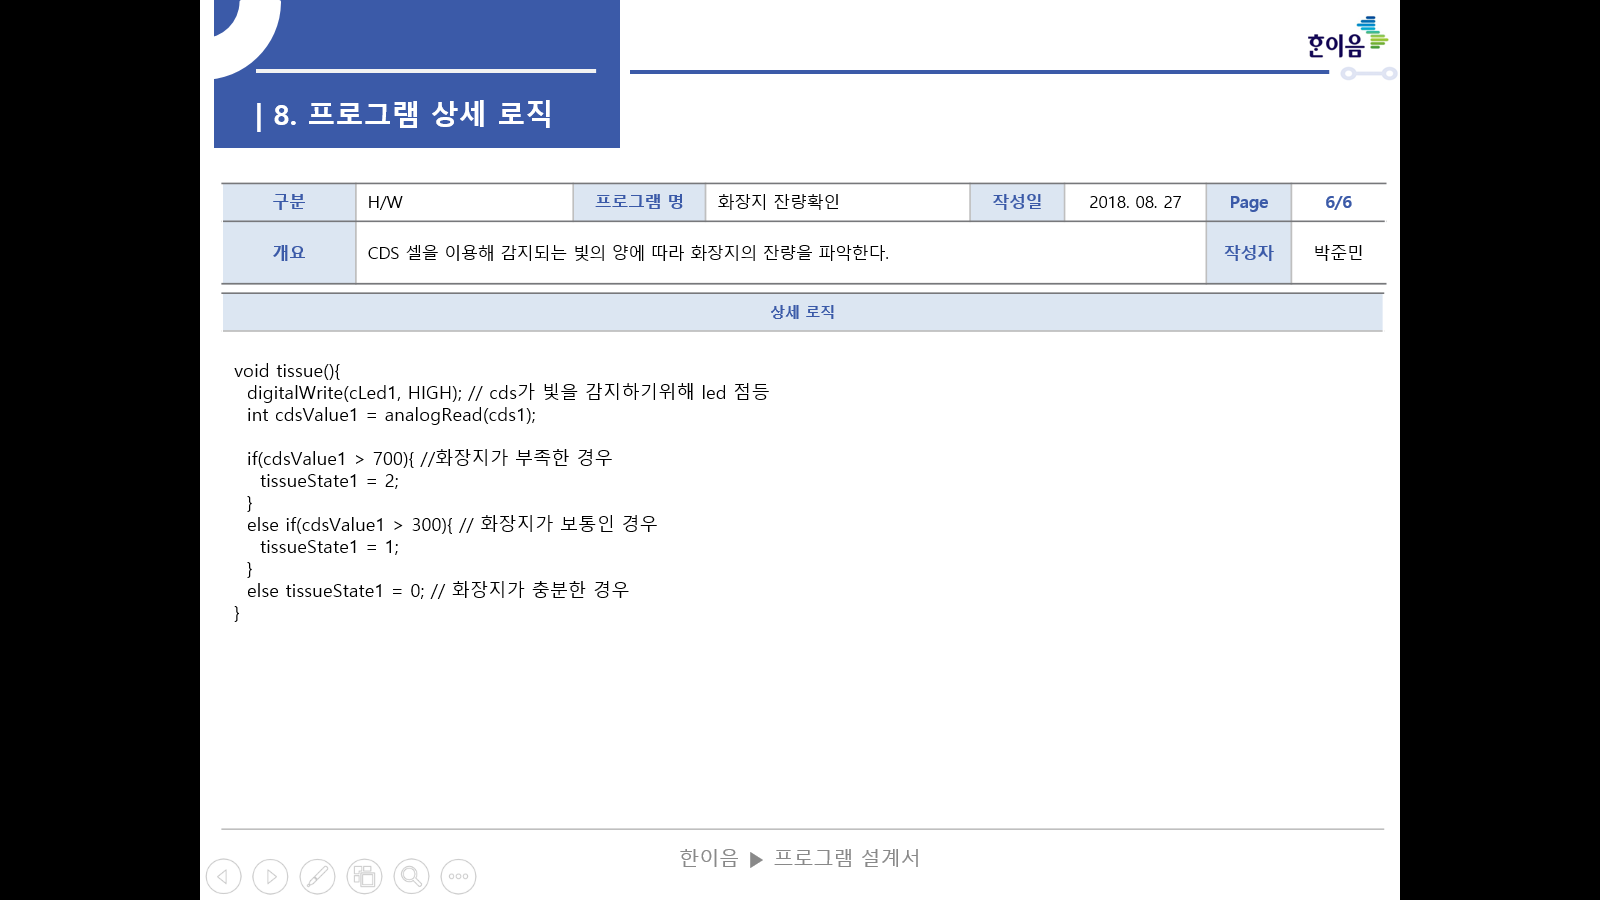 한이음
| 8. 프로그램 상세 로직
구분 H/W 프로그램 명 화장지 잔량확인 작성일 2018. 08. 27 Page 6/6
개요 CDS 셀을 이용해 감지되는 빛의 양에 따라 화장지의 잔량을 파악한다. 작성자 박준민
상세 로직
void tissue(){
digitalWrite(cLed1, HIGH); // cds가 빛을 감지하기위해 led 점등
int cdsValue1 = analogRead(cds1);
if(cdsValue1 > 700){ //화장지가 부족한 경우
tissueState1 = 2;
}
else if(cdsValue1 > 300){ // 화장지가 보통인 경우
tissueState1 = 1;
}
else tissueState1 = 0; // 화장지가 충분한 경우
}
한이음 ▶ 프로그램 설계서